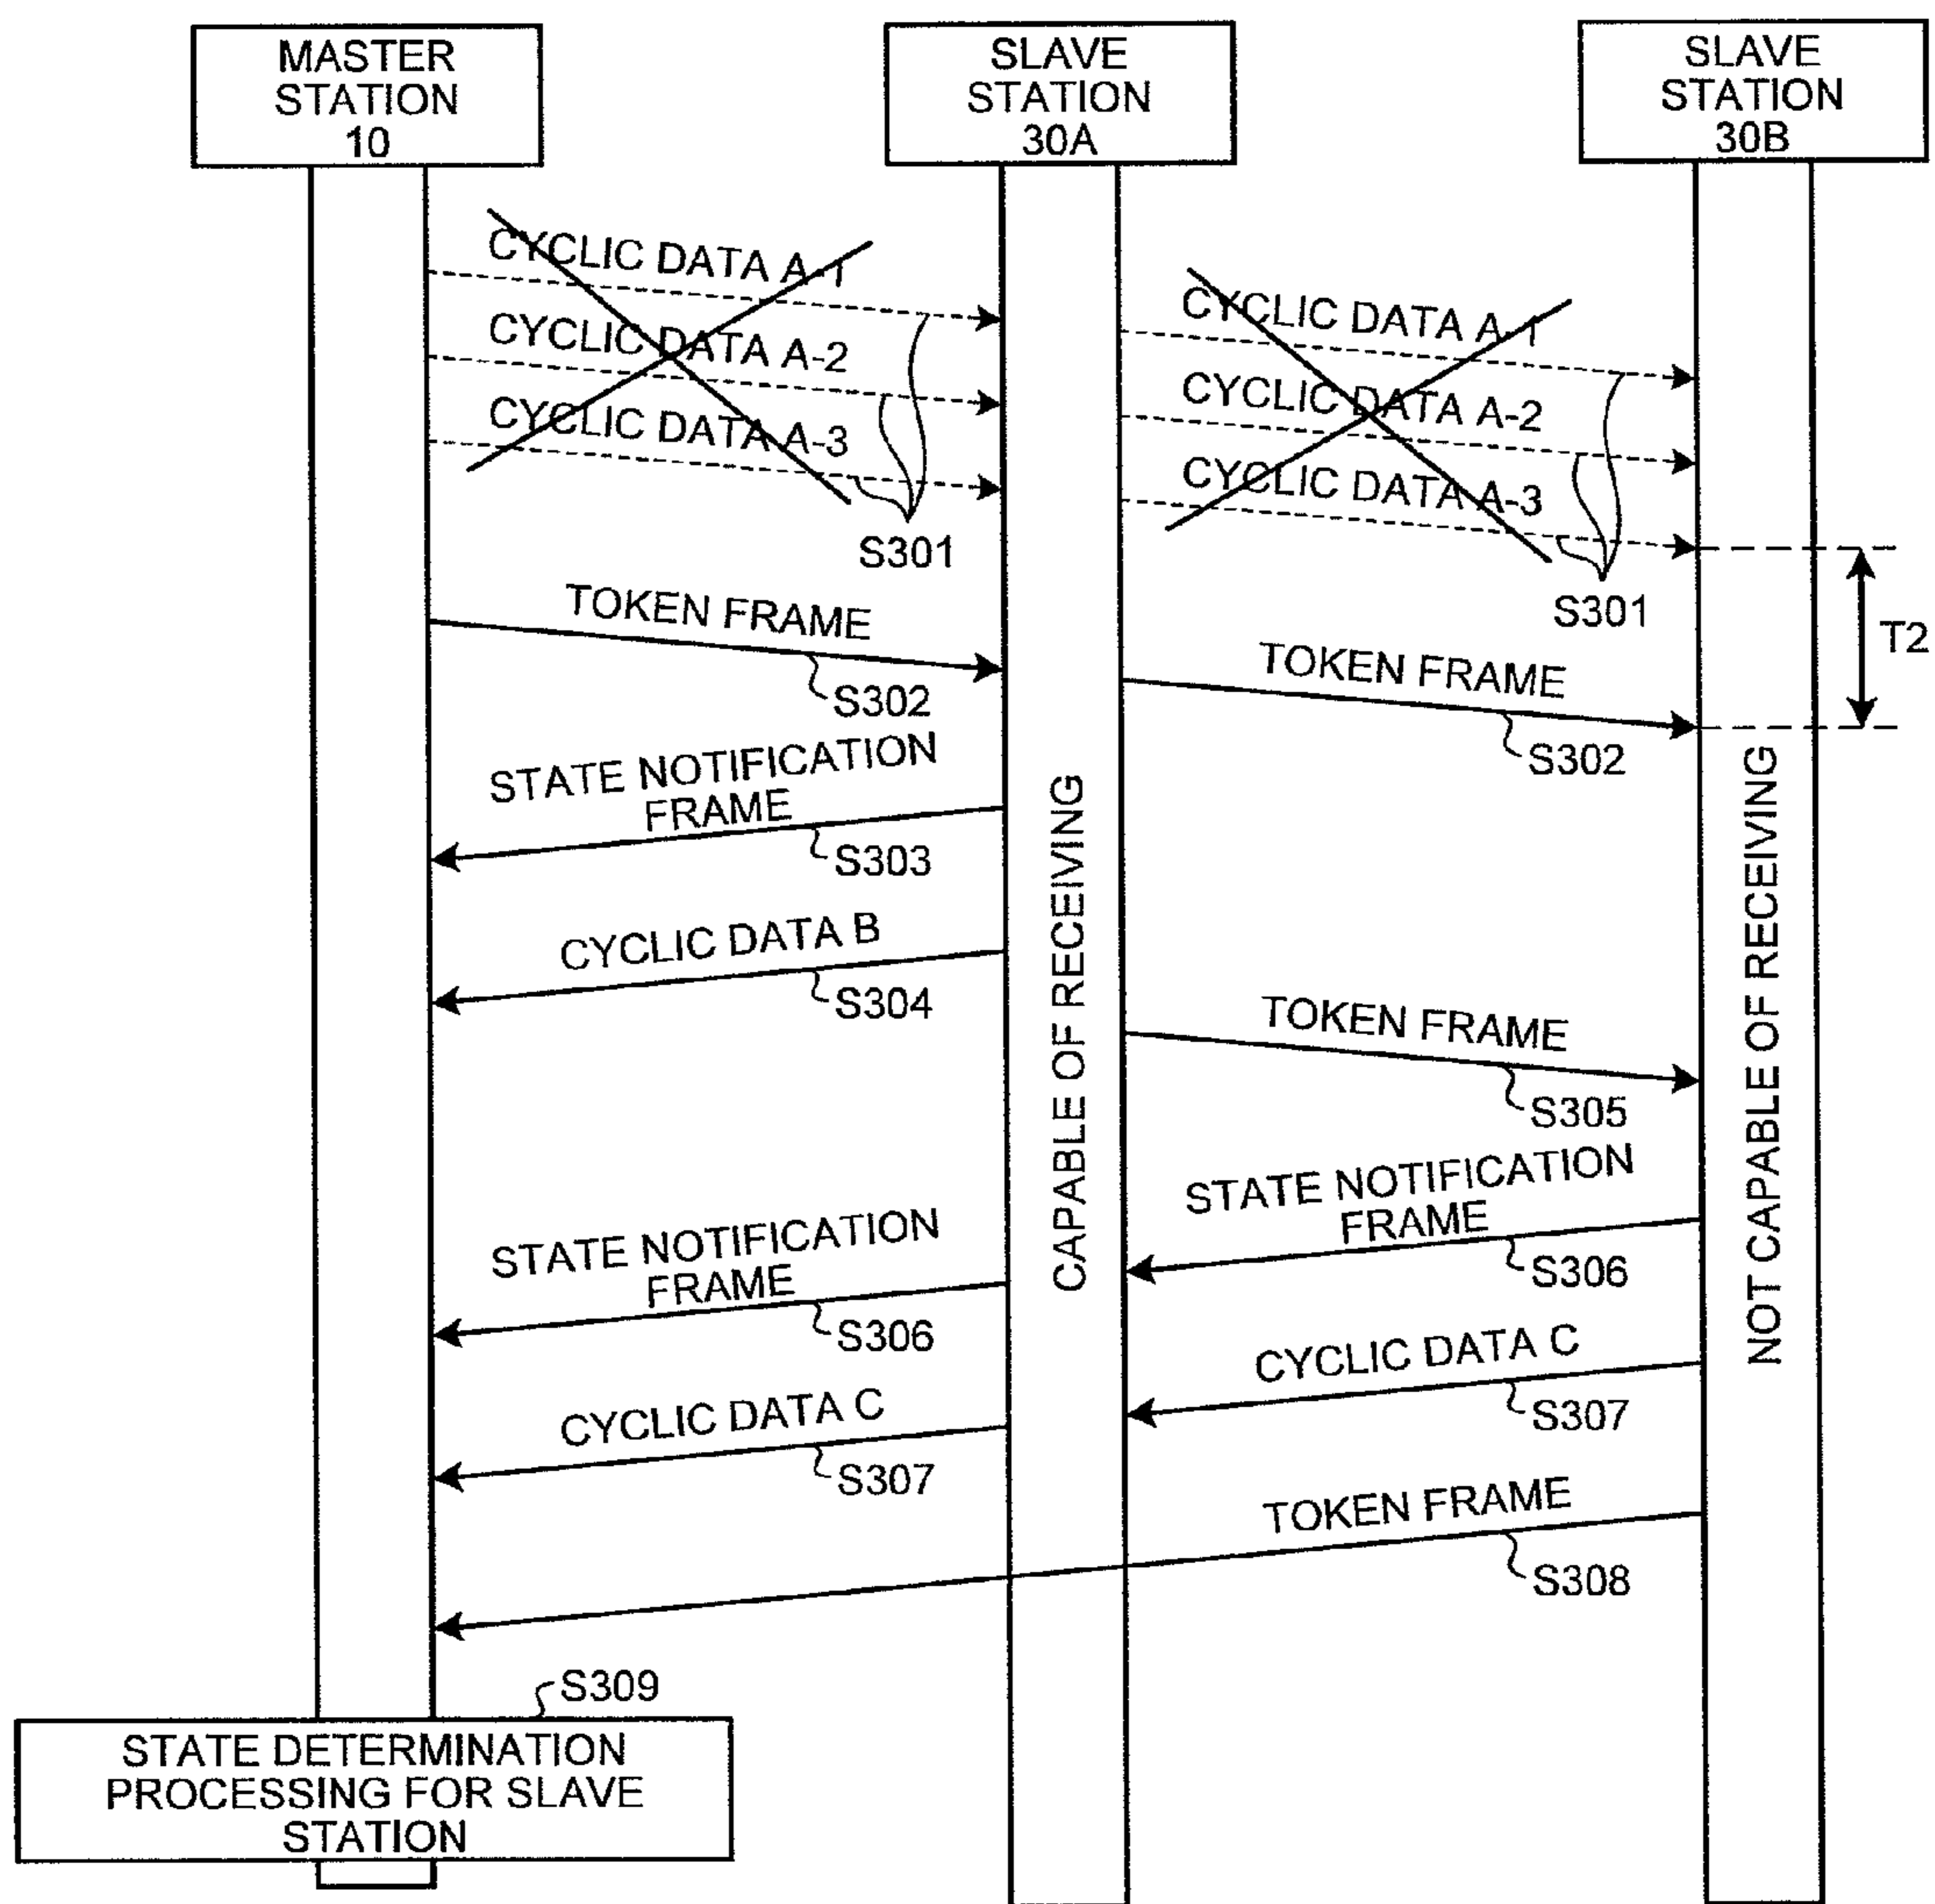 MASTER
STATION
10
SLAVE
STATION
30A
SLAVE
STATION
30B
CYCLIC DATA A-1
CYCLIC DATA A-2
CYCLIC DATA A-3
S301
CYCLIC DATA A-1
CYCLIC DATA A-2
CYCLIC DATA A-3
S301
T2
TOKEN FRAME
S302
TOKEN FRAME
S302
STATE NOTIFICATION
FRAME
S303
CYCLIC DATA B
S304
CAPABLE OF RECEIVING
NOT CAPABLE OF RECEIVING
TOKEN FRAME
S305
STATE NOTIFICATION
FRAME
S306
STATE NOTIFICATION
FRAME
S306
CYCLIC DATA C
S307
CYCLIC DATA C
S307
TOKEN FRAME
S308
S309
STATE DETERMINATION
PROCESSING FOR SLAVE
STATION